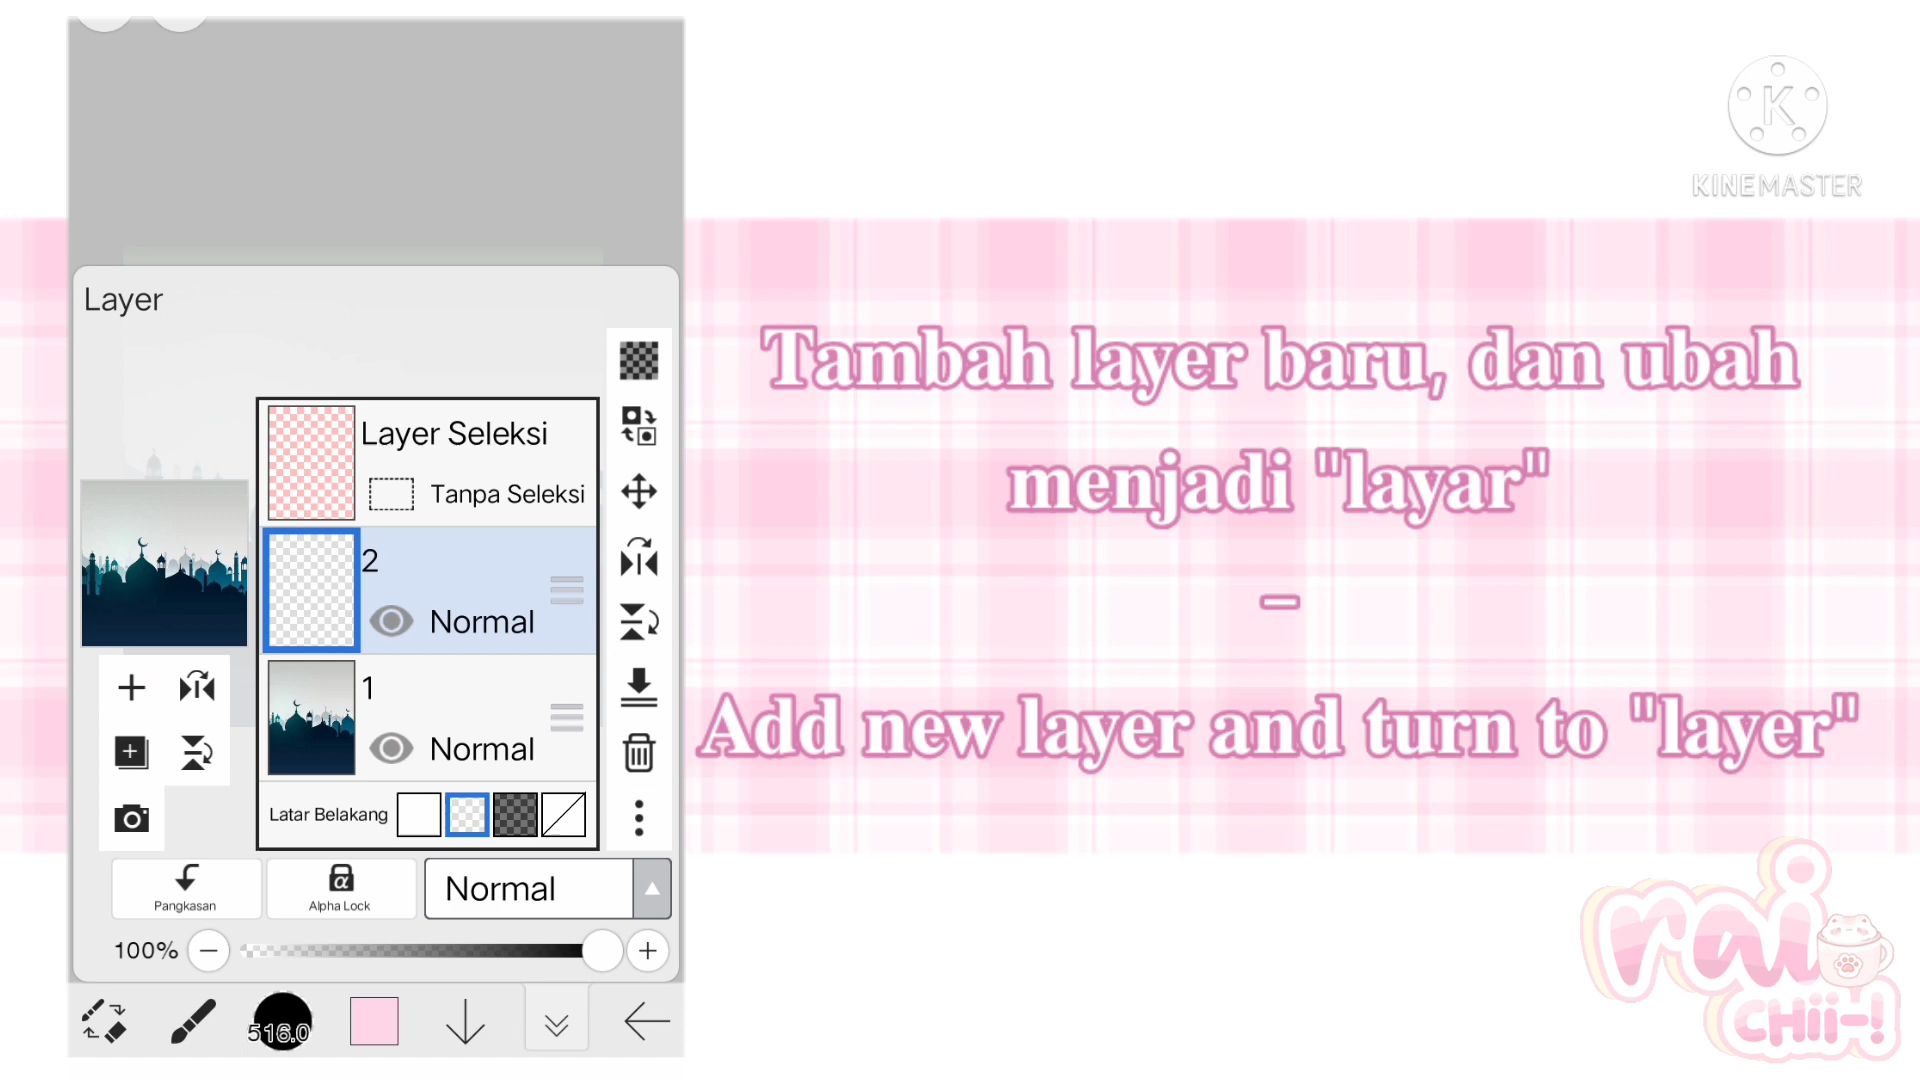 KINEMASTER
Layer
Layer Seleksi
Tanpa Seleksi
2
Normal
1
Normal
Latar Belakang
Pangkasan
α
Alpha Lock
Normal
100%
516.0
Tambah layer baru, dan ubah
menjadi "layar"
-
Add new layer and turn to "layer"
rai
CHii-!